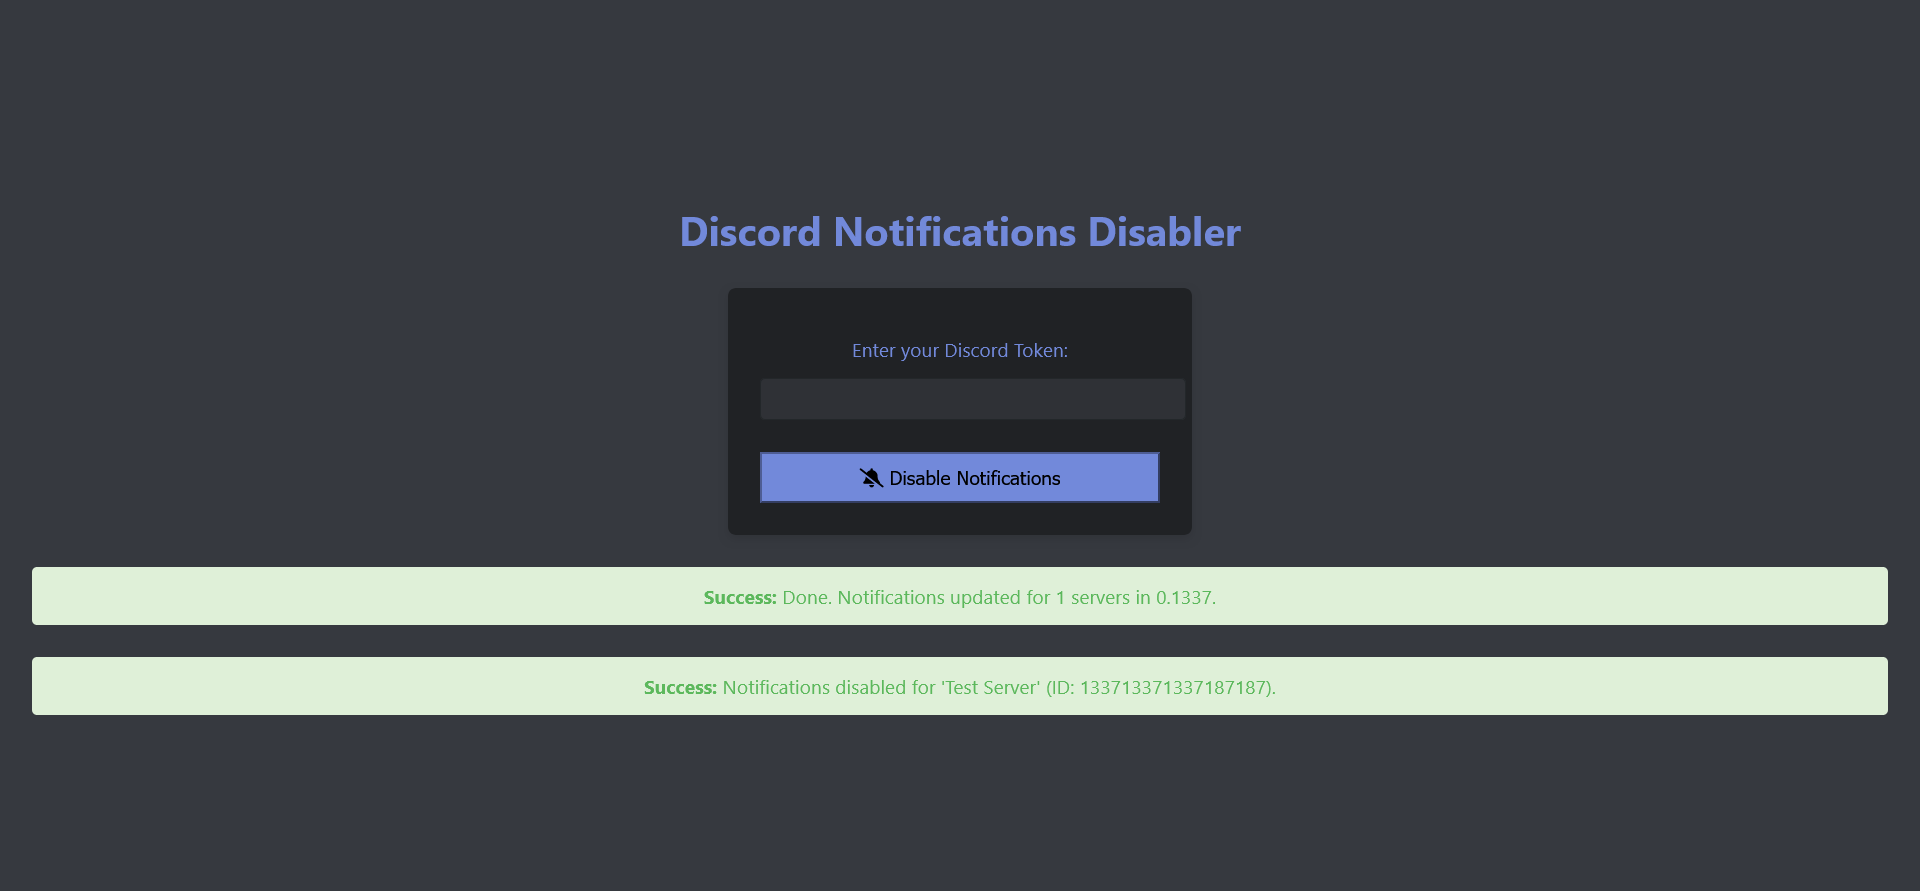 Discord Notifications Disabler
Enter your Discord Token:
Disable Notifications
Success: Done. Notifications updated for 1 servers in 0.1337.
Success: Notifications disabled for 'Test Server' (ID: 133713371337187187).